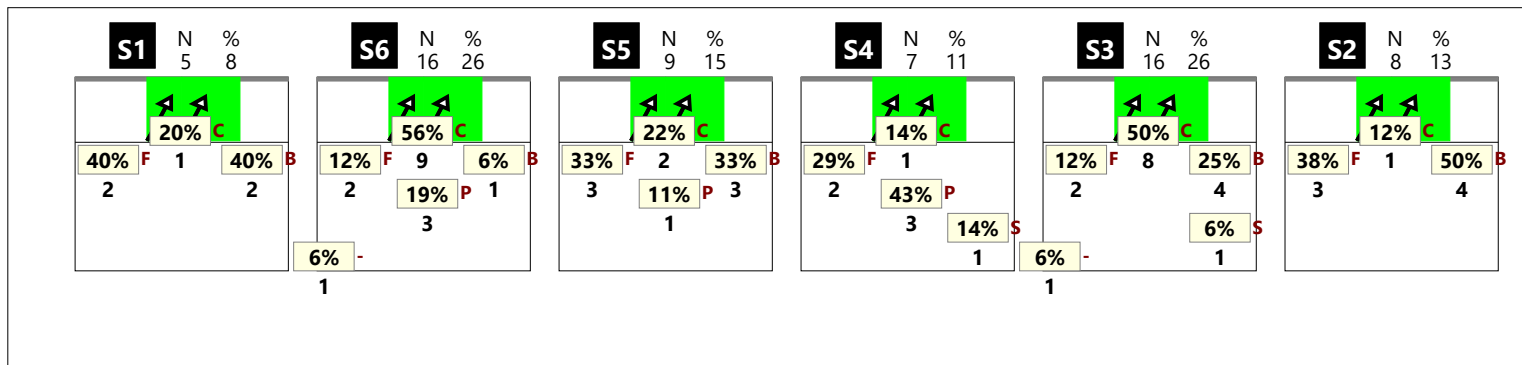 S1 N % S6 N % S5 N % S4 N % S3 N % S2 N %
5 8 16 26 9 15 7 11 16 26 8 13
20% C 56% C 22% C 14% C 50% C 12% C
40% F 1 40% B 12% F 9 6% B 33% F 2 33% B 29% F 1 12% F 8 25% B 38% F 1 50% B
2 2 2 1 3 3 2 2 4 3 4
19% P 11% P 43% P
3 1 3
14% S 6% S
1 1
6% - 6% -
1 1